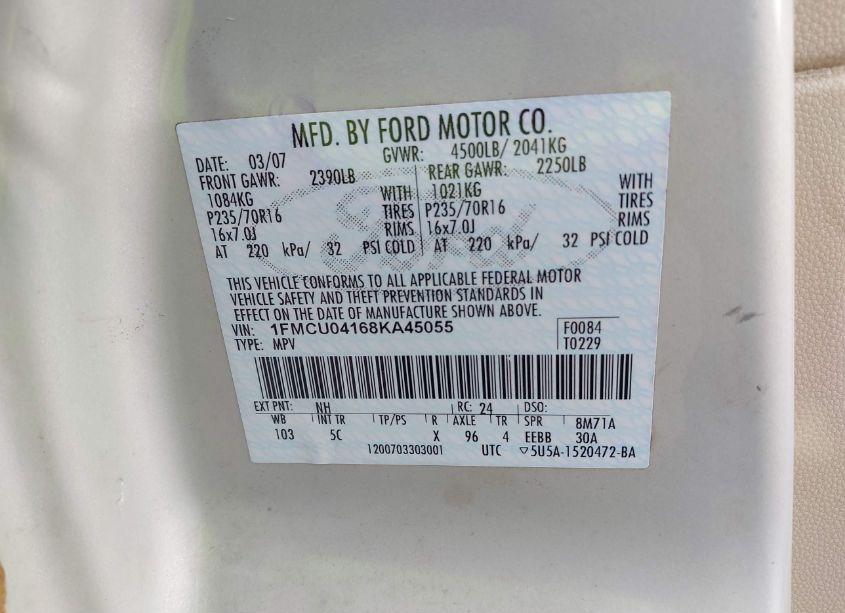 MFD. BY FORD MOTOR CO.
DATE: 03/07 GVWR: 4500LB/ 2041KG
FRONT GAWR: 2390LB REAR GAWR: 2250LB
1084KG WITH 1021KG WITH
P235/70R16 TIRES P235/70R16 TIRES
16x7.0J RIMS 16x7.0J RIMS
AT 220 kPa/ 32 PSI COLD AT 220 kPa/ 32 PSI COLD
Ford
THIS VEHICLE CONFORMS TO ALL APPLICABLE FEDERAL MOTOR
VEHICLE SAFETY AND THEFT PREVENTION STANDARDS IN
EFFECT ON THE DATE OF MANUFACTURE SHOWN ABOVE.
VIN: 1FMCU04168KA45055 F0084
TYPE: MPV T0229
EXT PNT: NH RC: 24 DSO:
WB INT TR TP/PS R AXLE TR SPR 8M71A
103 5C X 96 4 EEBB 30A
1200703303001 UTC ▽5U5A-1520472-BA